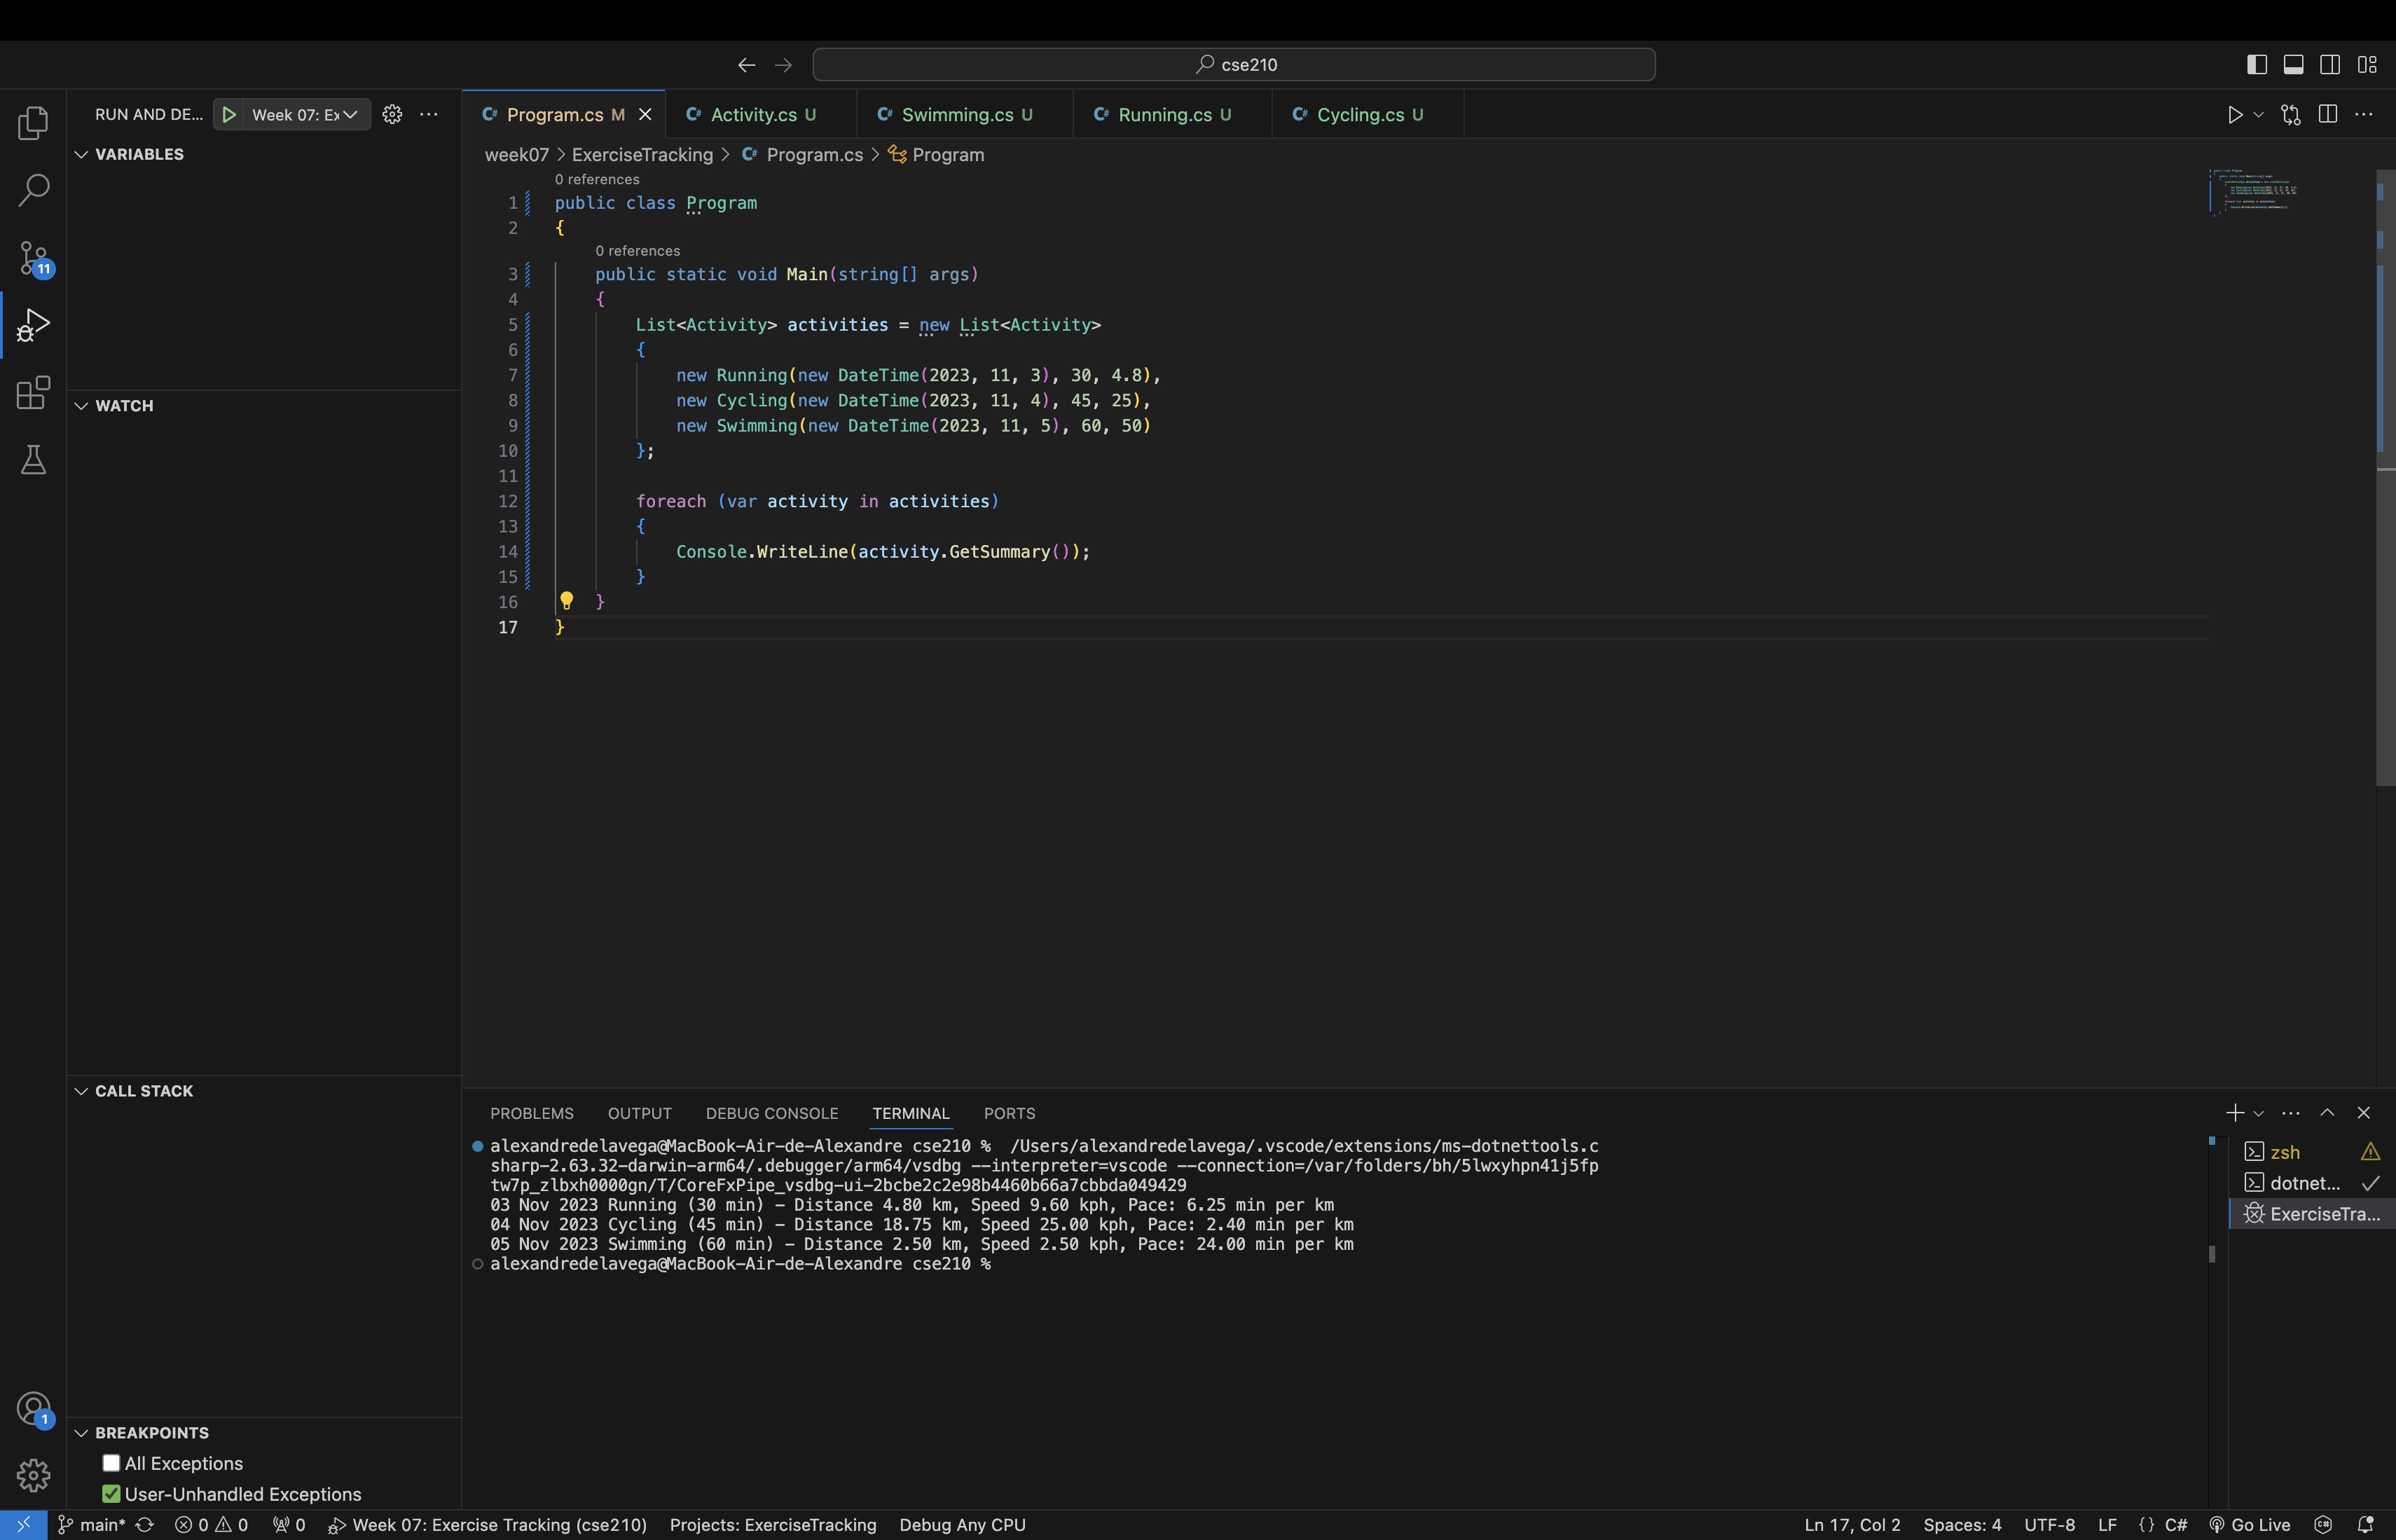 cse210
RUN AND DE...
Week 07: Ex
Program.cs M
Activity.cs U
Swimming.cs U
Running.cs U
Cycling.cs U
VARIABLES
WATCH
CALL STACK
BREAKPOINTS
All Exceptions
User-Unhandled Exceptions
11
1
week07 > ExerciseTracking > Program.cs > Program
0 references
1 public class Program
2 {
0 references
3 public static void Main(string[] args)
4 {
5 List<Activity> activities = new List<Activity>
6 {
7 new Running(new DateTime(2023, 11, 3), 30, 4.8),
8 new Cycling(new DateTime(2023, 11, 4), 45, 25),
9 new Swimming(new DateTime(2023, 11, 5), 60, 50)
10 };
11
12 foreach (var activity in activities)
13 {
14 Console.WriteLine(activity.GetSummary());
15 }
16 }
17 }
PROBLEMS OUTPUT DEBUG CONSOLE TERMINAL PORTS
alexandredelavega@MacBook-Air-de-Alexandre cse210 % /Users/alexandredelavega/.vscode/extensions/ms-dotnettools.c
sharp-2.63.32-darwin-arm64/.debugger/arm64/vsdbg --interpreter=vscode --connection=/var/folders/bh/5lwxyhpn41j5fp
tw7p_zlbxh0000gn/T/CoreFxPipe_vsdbg-ui-2bcbe2c2e98b4460b66a7cbbda049429
03 Nov 2023 Running (30 min) - Distance 4.80 km, Speed 9.60 kph, Pace: 6.25 min per km
04 Nov 2023 Cycling (45 min) - Distance 18.75 km, Speed 25.00 kph, Pace: 2.40 min per km
05 Nov 2023 Swimming (60 min) - Distance 2.50 km, Speed 2.50 kph, Pace: 24.00 min per km
alexandredelavega@MacBook-Air-de-Alexandre cse210 %
zsh
dotnet...
ExerciseTra...
main* 0 0 0 Week 07: Exercise Tracking (cse210) Projects: ExerciseTracking Debug Any CPU Ln 17, Col 2 Spaces: 4 UTF-8 LF {} C# Go Live